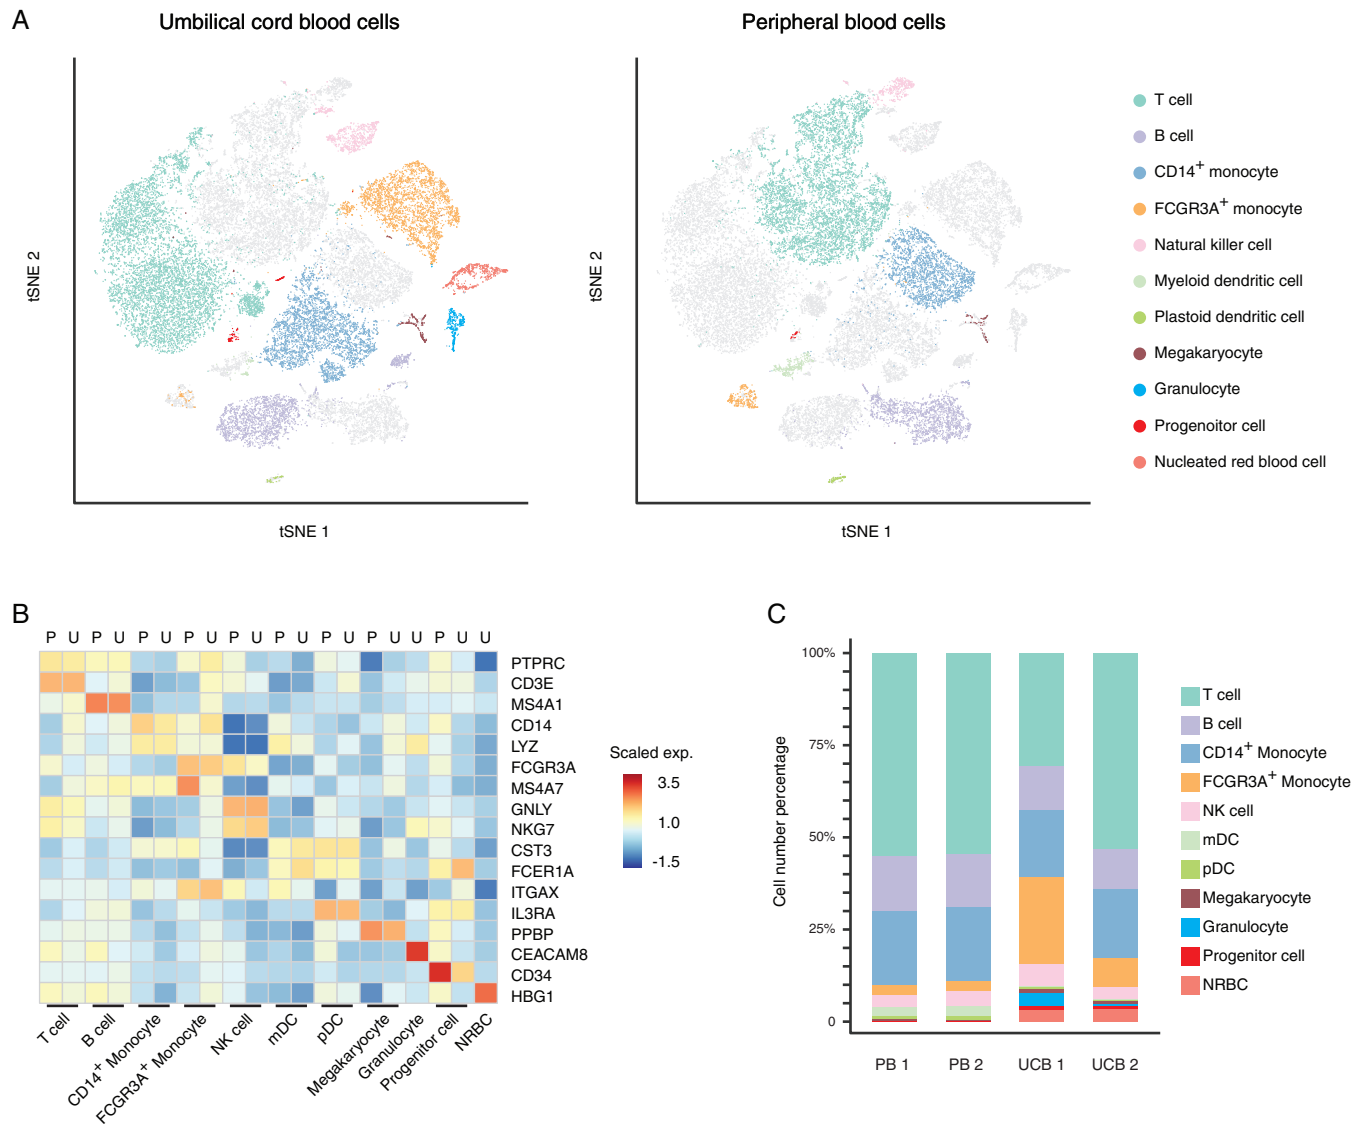 A
Umbilical cord blood cells
Peripheral blood cells
tSNE 2
tSNE 1
tSNE 2
tSNE 1
T cell
B cell
CD14+ monocyte
FCGR3A+ monocyte
Natural killer cell
Myeloid dendritic cell
Plastoid dendritic cell
Megakaryocyte
Granulocyte
Progenoitor cell
Nucleated red blood cell
B
P U P U P U P U P U P U P U P U U P U U
PTPRC
CD3E
MS4A1
CD14
LYZ
FCGR3A
MS4A7
GNLY
NKG7
CST3
FCER1A
ITGAX
IL3RA
PPBP
CEACAM8
CD34
HBG1
T cell
B cell
CD14+ Monocyte
FCGR3A+ Monocyte
NK cell
mDC
pDC
Megakaryocyte
Granulocyte
Progenitor cell
NRBC
Scaled exp.
3.5
1.0
-1.5
C
Cell number percentage
100%
75%
50%
25%
0
PB 1
PB 2
UCB 1
UCB 2
T cell
B cell
CD14+ Monocyte
FCGR3A+ Monocyte
NK cell
mDC
pDC
Megakaryocyte
Granulocyte
Progenitor cell
NRBC